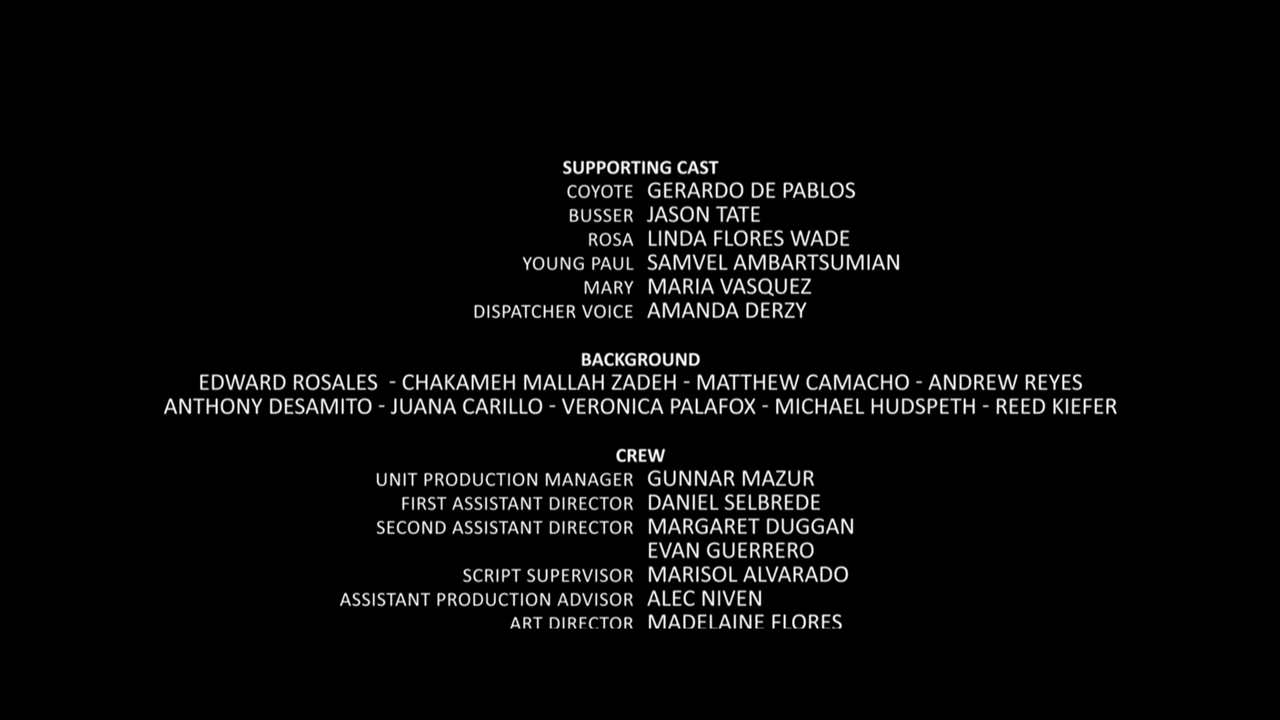 SUPPORTING CAST
COYOTE GERARDO DE PABLOS
BUSSER JASON TATE
ROSA LINDA FLORES WADE
YOUNG PAUL SAMVEL AMBARTSUMIAN
MARY MARIA VASQUEZ
DISPATCHER VOICE AMANDA DERZY
BACKGROUND
EDWARD ROSALES - CHAKAMEH MALLAH ZADEH - MATTHEW CAMACHO - ANDREW REYES
ANTHONY DESAMITO - JUANA CARILLO - VERONICA PALAFOX - MICHAEL HUDSPETH - REED KIEFER
CREW
UNIT PRODUCTION MANAGER GUNNAR MAZUR
FIRST ASSISTANT DIRECTOR DANIEL SELBREDE
SECOND ASSISTANT DIRECTOR MARGARET DUGGAN
EVAN GUERRERO
SCRIPT SUPERVISOR MARISOL ALVARADO
ASSISTANT PRODUCTION ADVISOR ALEC NIVEN
ART DIRECTOR MADELAINE FLORES